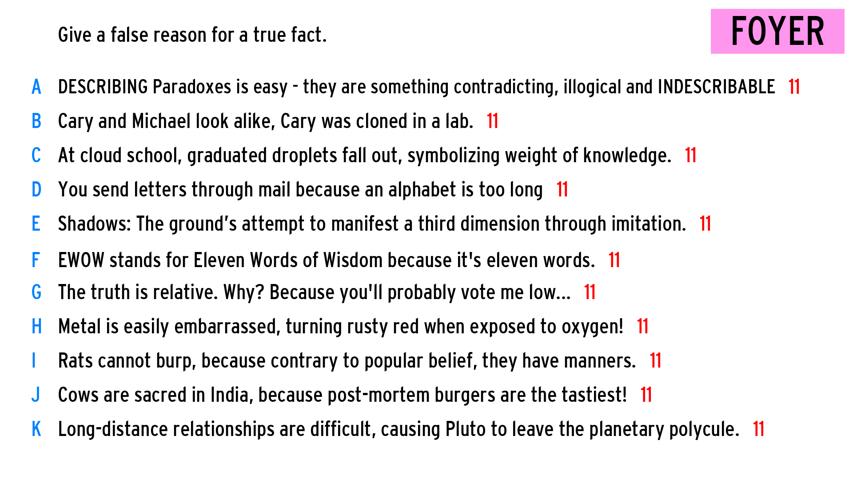 Give a false reason for a true fact.
FOYER
A DESCRIBING Paradoxes is easy - they are something contradicting, illogical and INDESCRIBABLE 11
B Cary and Michael look alike, Cary was cloned in a lab. 11
C At cloud school, graduated droplets fall out, symbolizing weight of knowledge. 11
D You send letters through mail because an alphabet is too long 11
E Shadows: The ground's attempt to manifest a third dimension through imitation. 11
F EWOW stands for Eleven Words of Wisdom because it's eleven words. 11
G The truth is relative. Why? Because you'll probably vote me low... 11
H Metal is easily embarrassed, turning rusty red when exposed to oxygen! 11
I Rats cannot burp, because contrary to popular belief, they have manners. 11
J Cows are sacred in India, because post-mortem burgers are the tastiest! 11
K Long-distance relationships are difficult, causing Pluto to leave the planetary polycule. 11